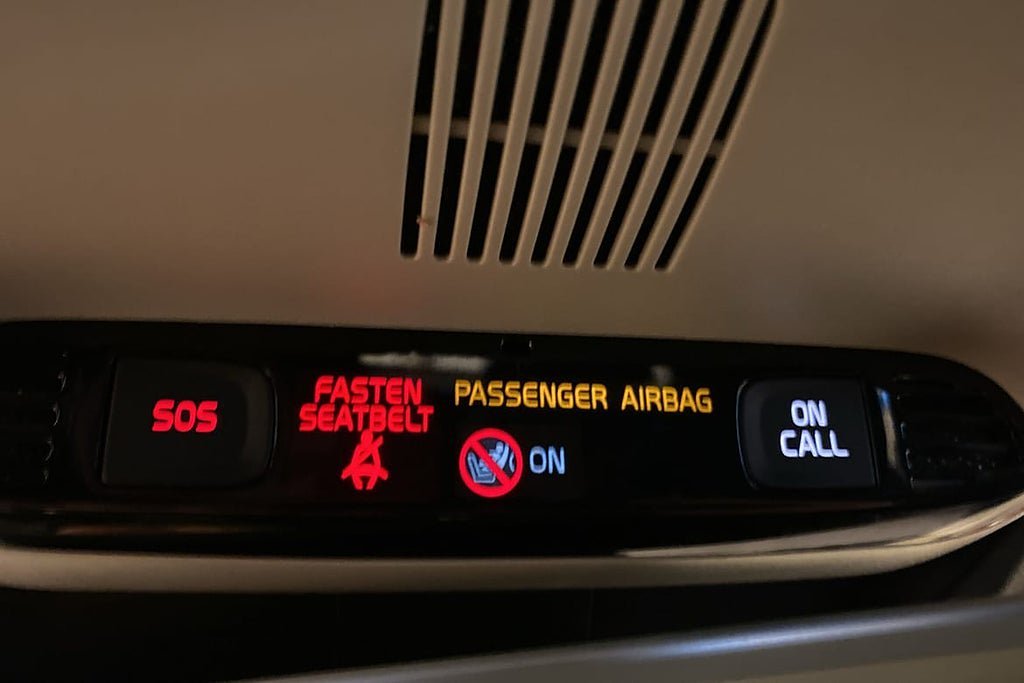 SOS
FASTEN
SEATBELT
PASSENGER AIRBAG
ON
ON
CALL